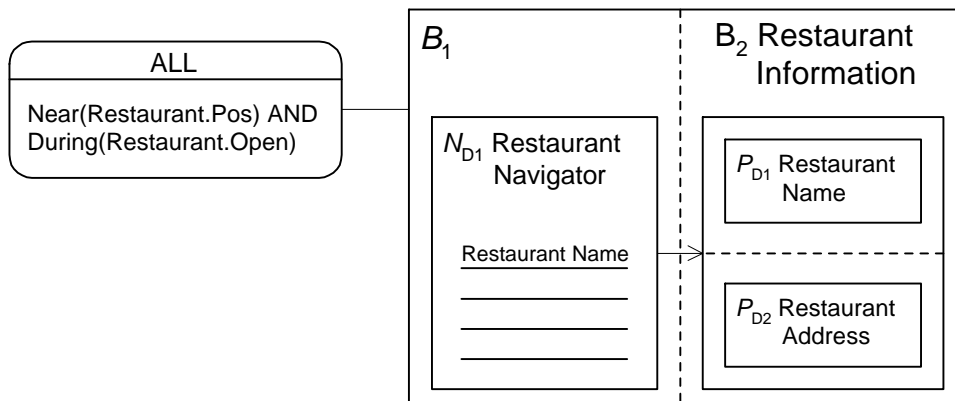 ALL
Near(Restaurant.Pos) AND
During(Restaurant.Open)
B1
B2 Restaurant
Information
ND1 Restaurant
Navigator
Restaurant Name
PD1 Restaurant
Name
PD2 Restaurant
Address